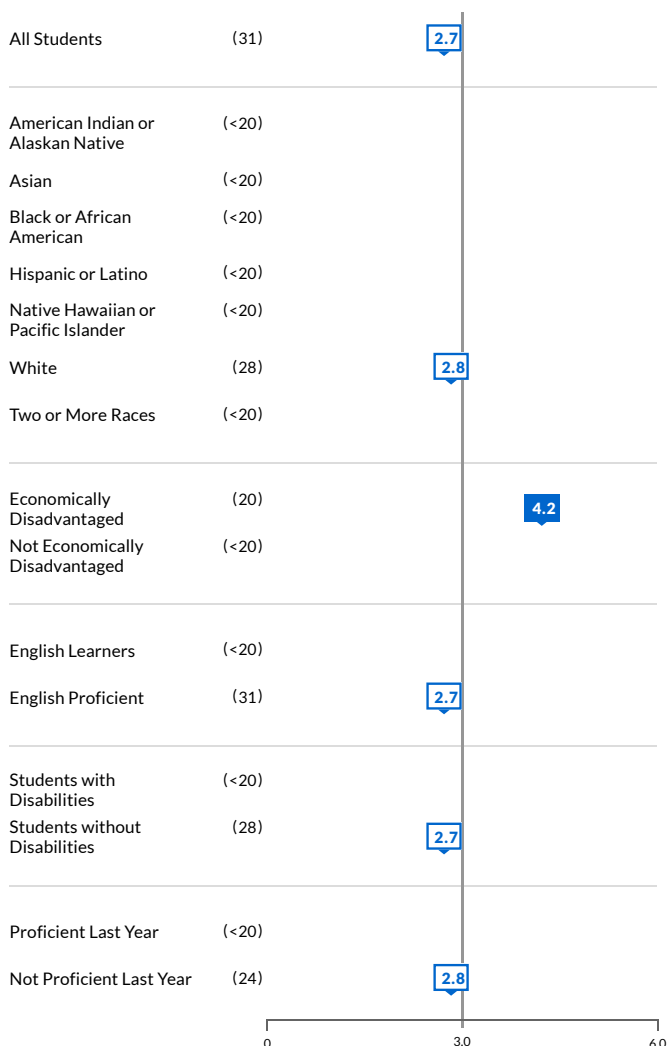 All Students (31) 2.7
American Indian or (<20)
Alaskan Native
Asian (<20)
Black or African (<20)
American
Hispanic or Latino (<20)
Native Hawaiian or (<20)
Pacific Islander
White (28) 2.8
Two or More Races (<20)
Economically (20) 4.2
Disadvantaged
Not Economically (<20)
Disadvantaged
English Learners (<20)
English Proficient (31) 2.7
Students with (<20)
Disabilities
Students without (28) 2.7
Disabilities
Proficient Last Year (<20)
Not Proficient Last Year (24) 2.8
0 3.0 6.0